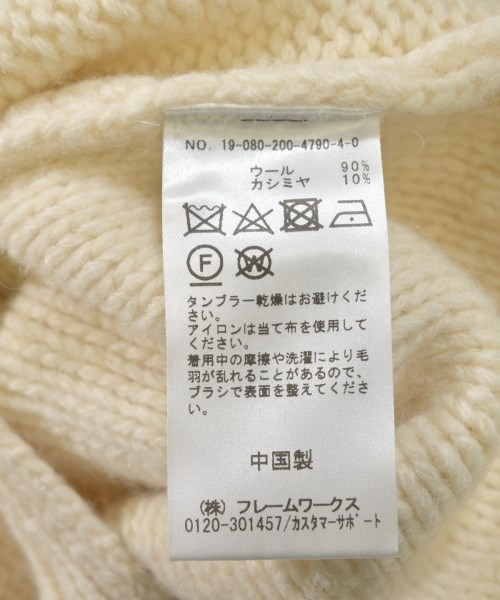 NO. 19-080-200-4790-4-0
ウール 90%
カシミヤ 10%
F W
タンブラー乾燥はお避けくだ
さい。
アイロンは当て布を使用して
ください。
着用中の摩擦や洗濯により毛
羽が乱れることがあるので、
ブラシで表面を整えてくださ
い。
中国製
(株) フレームワークス
0120-301457/カスタマーサポート